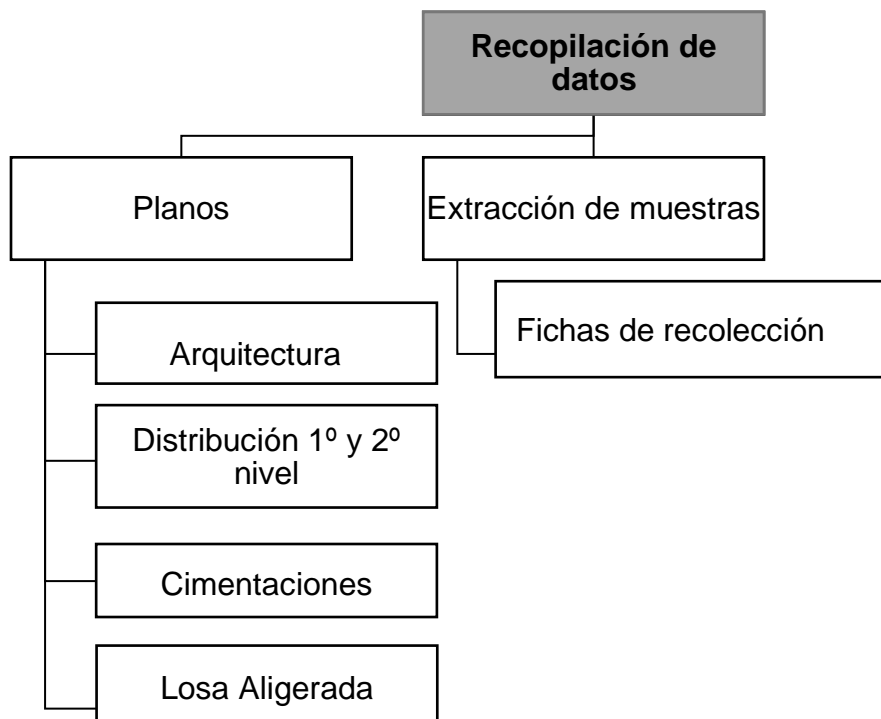 Recopilación de
datos
Planos
Extracción de muestras
Arquitectura
Distribución 1º y 2º
nivel
Cimentaciones
Losa Aligerada
Fichas de recolección